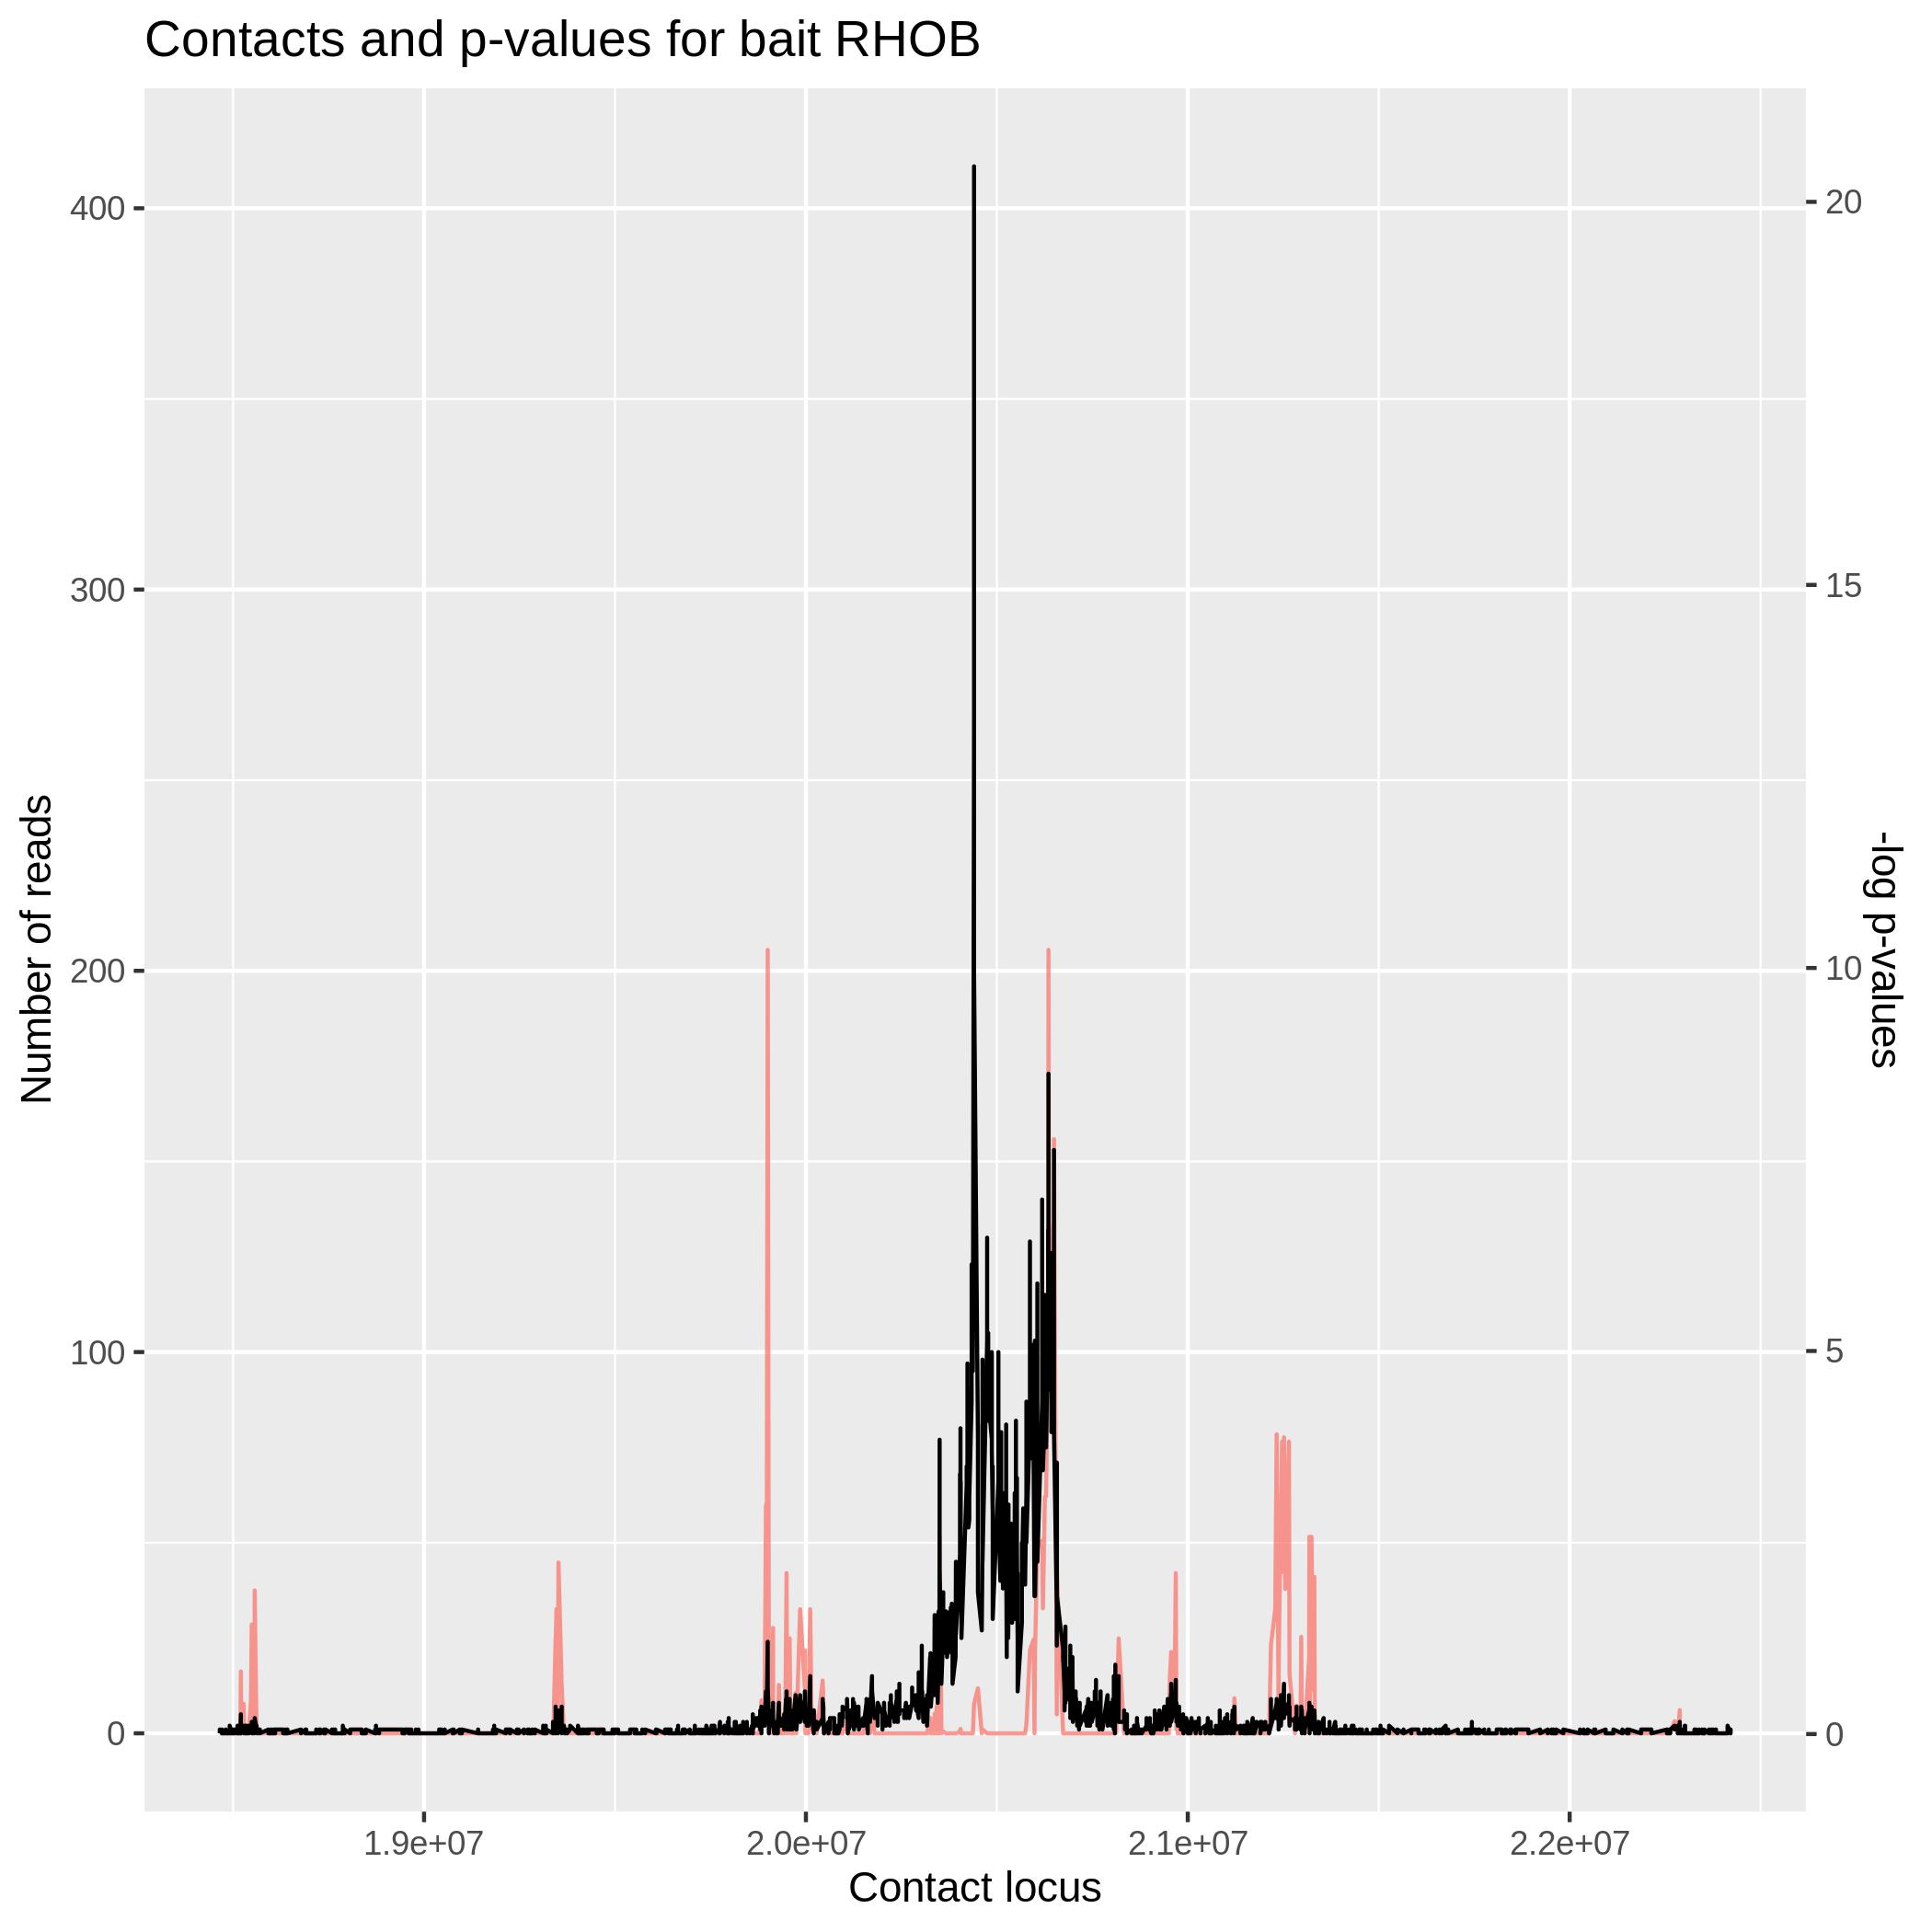 Contacts and p-values for bait RHOB
Number of reads
400
300
200
100
0
20
15
10
5
0
-log p-values
1.9e+07
2.0e+07
2.1e+07
2.2e+07
Contact locus